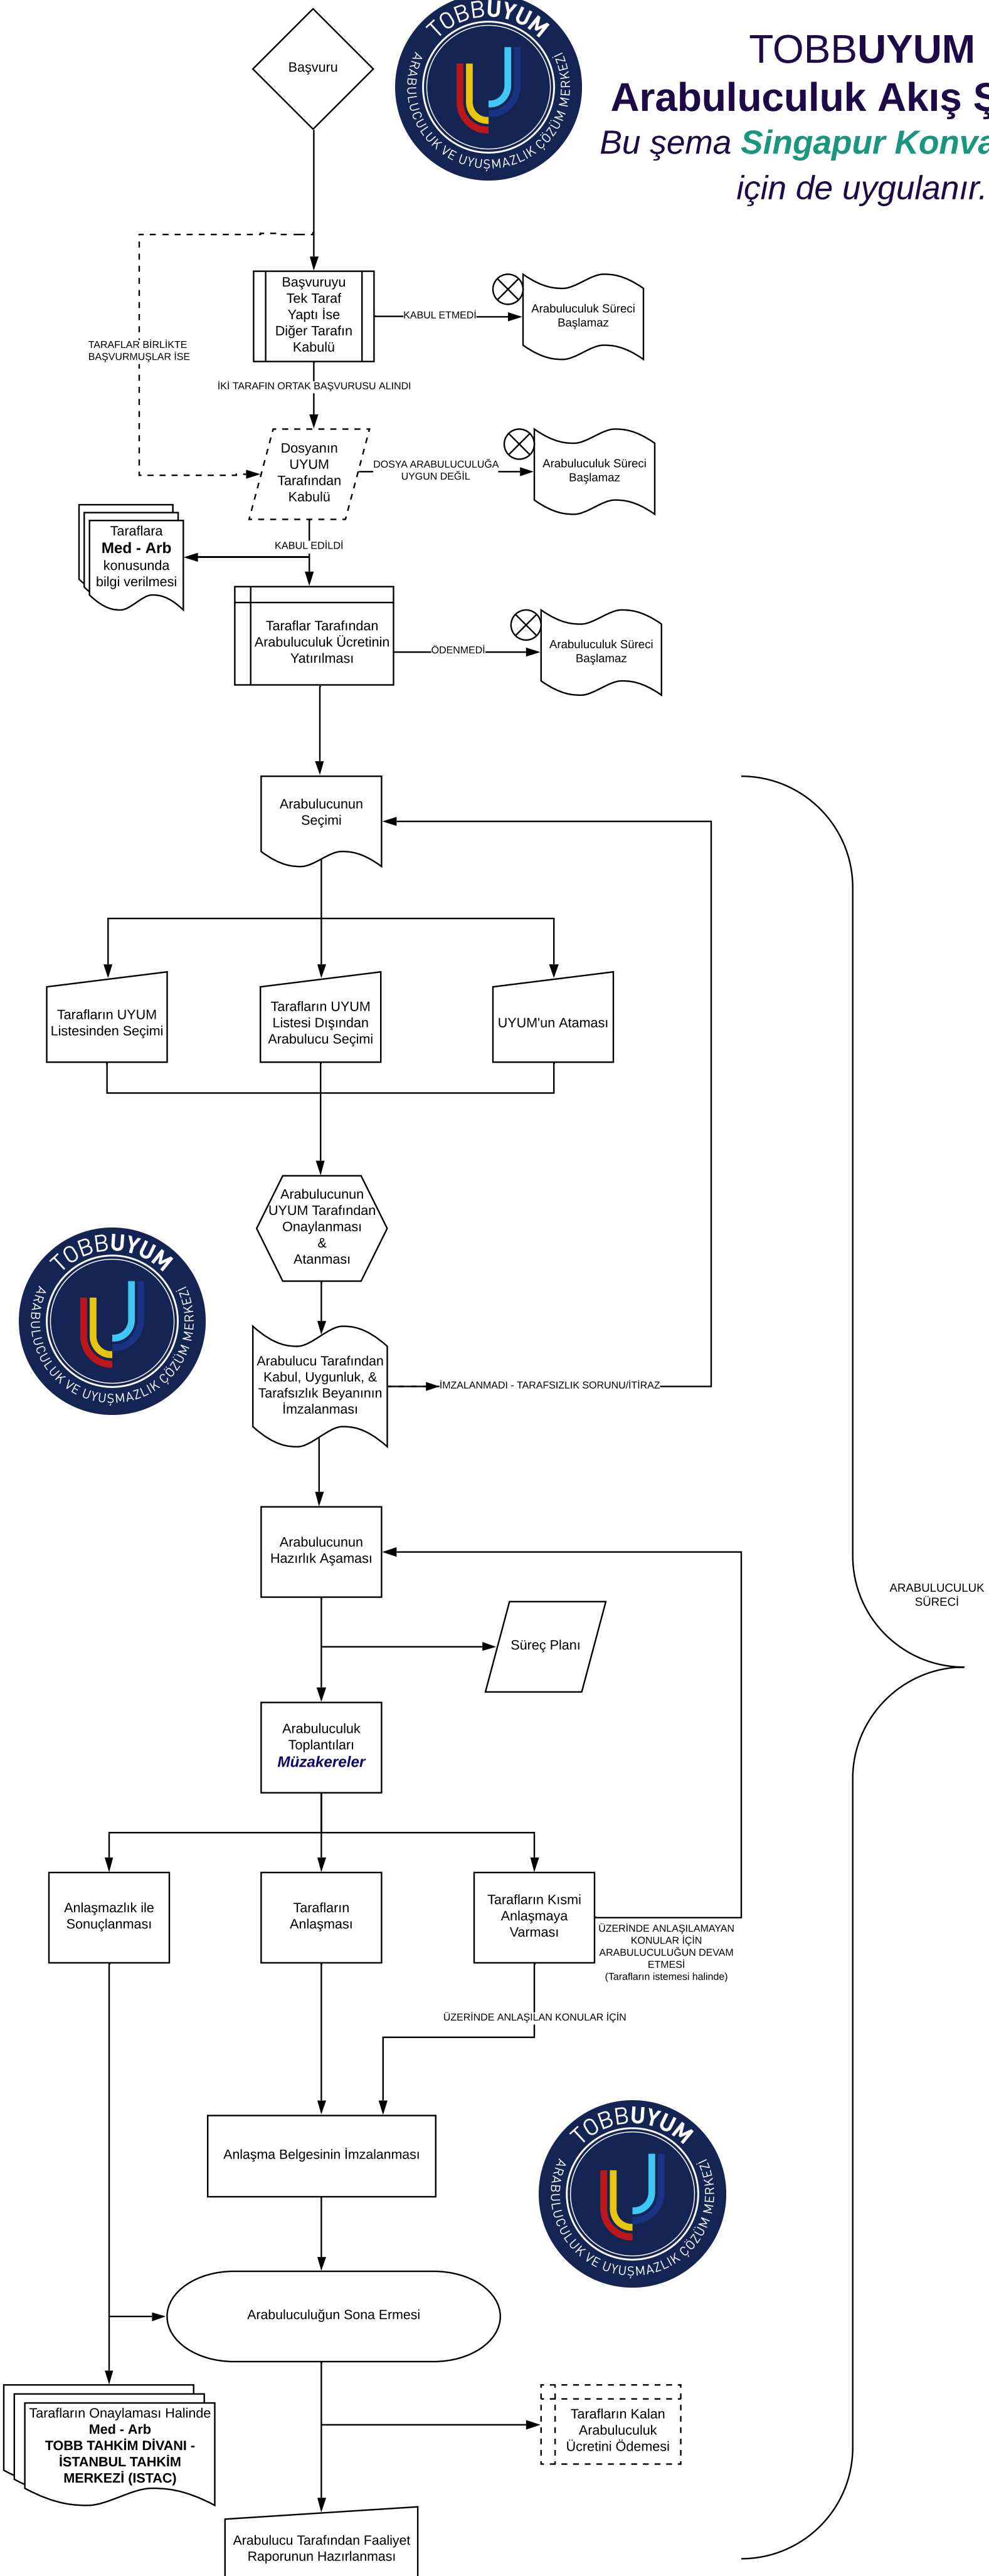 TOBBUYUM
ARABULUCULUK VE UYUŞMAZLIK ÇÖZÜM MERKEZİ
TOBBUYUM
Arabuluculuk Akış
Bu şema Singapur
için de uygulanır.
Başvuru
Başvuruyu
Tek Taraf
Yaptı İse
Diğer Tarafın
Kabulü
KABUL ETMEDİ
Arabuluculuk Süreci
Başlamaz
TARAFLAR BİRLİKTE
BAŞVURMUŞLAR İSE
İKİ TARAFIN ORTAK BAŞVURUSU ALINDI
Dosyanın
UYUM
Tarafından
Kabulü
DOSYA ARABULUCULUĞA
UYGUN DEĞİL
Arabuluculuk Süreci
Başlamaz
Taraflara
Med - Arb
konusunda
bilgi verilmesi
KABUL EDİLDİ
Taraflar Tarafından
Arabuluculuk Ücretinin
Yatırılması
ÖDENMEDİ
Arabuluculuk Süreci
Başlamaz
Arabulucunun
Seçimi
Tarafların UYUM
Listesinden Seçimi
Tarafların UYUM
Listesi Dışından
Arabulucu Seçimi
UYUM'un Ataması
Arabulucunun
UYUM Tarafından
Onaylanması
&
Atanması
TOBBUYUM
ARABULUCULUK VE UYUŞMAZLIK ÇÖZÜM MERKEZİ
Arabulucu Tarafından
Kabul, Uygunluk, &
Tarafsızlık Beyanının
İmzalanması
İMZALANMADI - TARAFSIZLIK SORUNU/İTİRAZ
Arabulucunun
Hazırlık Aşaması
ARABULUCULUK
SÜRECİ
Süreç Planı
Arabuluculuk
Toplantıları
Müzakereler
Anlaşmazlık ile
Sonuçlanması
Tarafların
Anlaşması
Tarafların Kısmi
Anlaşmaya
Varması
ÜZERİNDE ANLAŞILAMAYAN
KONULAR İÇİN
ARABULUCULUĞUN DEVAM
ETMESİ
(Tarafların istemesi halinde)
ÜZERİNDE ANLAŞILAN KONULAR İÇİN
Anlaşma Belgesinin İmzalanması
TOBBUYUM
ARABULUCULUK VE UYUŞMAZLIK ÇÖZÜM MERKEZİ
Arabuluculuğun Sona Ermesi
Tarafların Onaylaması Halinde
Med - Arb
TOBB TAHKİM DİVANI -
İSTANBUL TAHKİM
MERKEZİ (ISTAC)
Tarafların Kalan
Arabuluculuk
Ücretini Ödemesi
Arabulucu Tarafından Faaliyet
Raporunun Hazırlanması